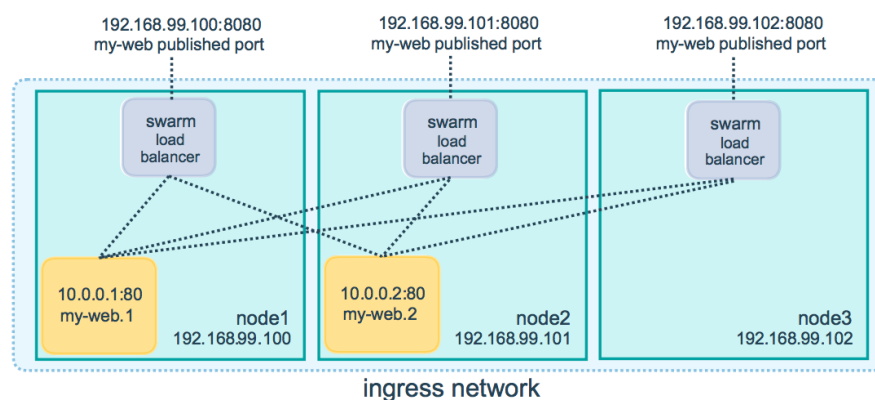 192.168.99.100:8080
my-web published port
192.168.99.101:8080
my-web published port
192.168.99.102:8080
my-web published port
swarm
load
balancer
swarm
load
balancer
swarm
load
balancer
10.0.0.1:80
my-web.1
node1
192.168.99.100
10.0.0.2:80
my-web.2
node2
192.168.99.101
node3
192.168.99.102
ingress network